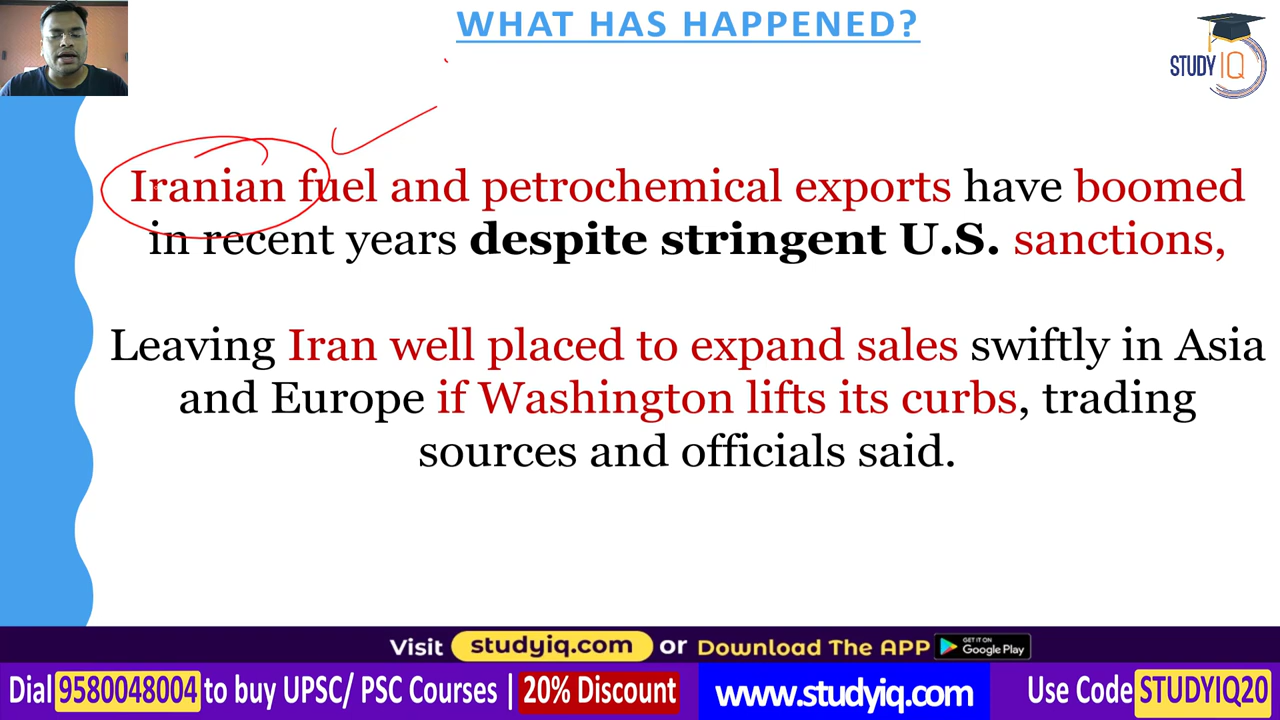 WHAT HAS HAPPENED?
STUDY IQ
Iranian fuel and petrochemical exports have boomed
in recent years despite stringent U.S. sanctions,
Leaving Iran well placed to expand sales swiftly in Asia
and Europe if Washington lifts its curbs, trading
sources and officials said.
Visit studyiq.com or Download The APP GET IT ON Google Play
Dial 9580048004 to buy UPSC/ PSC Courses | 20% Discount www.studyiq.com Use Code STUDYIQ20